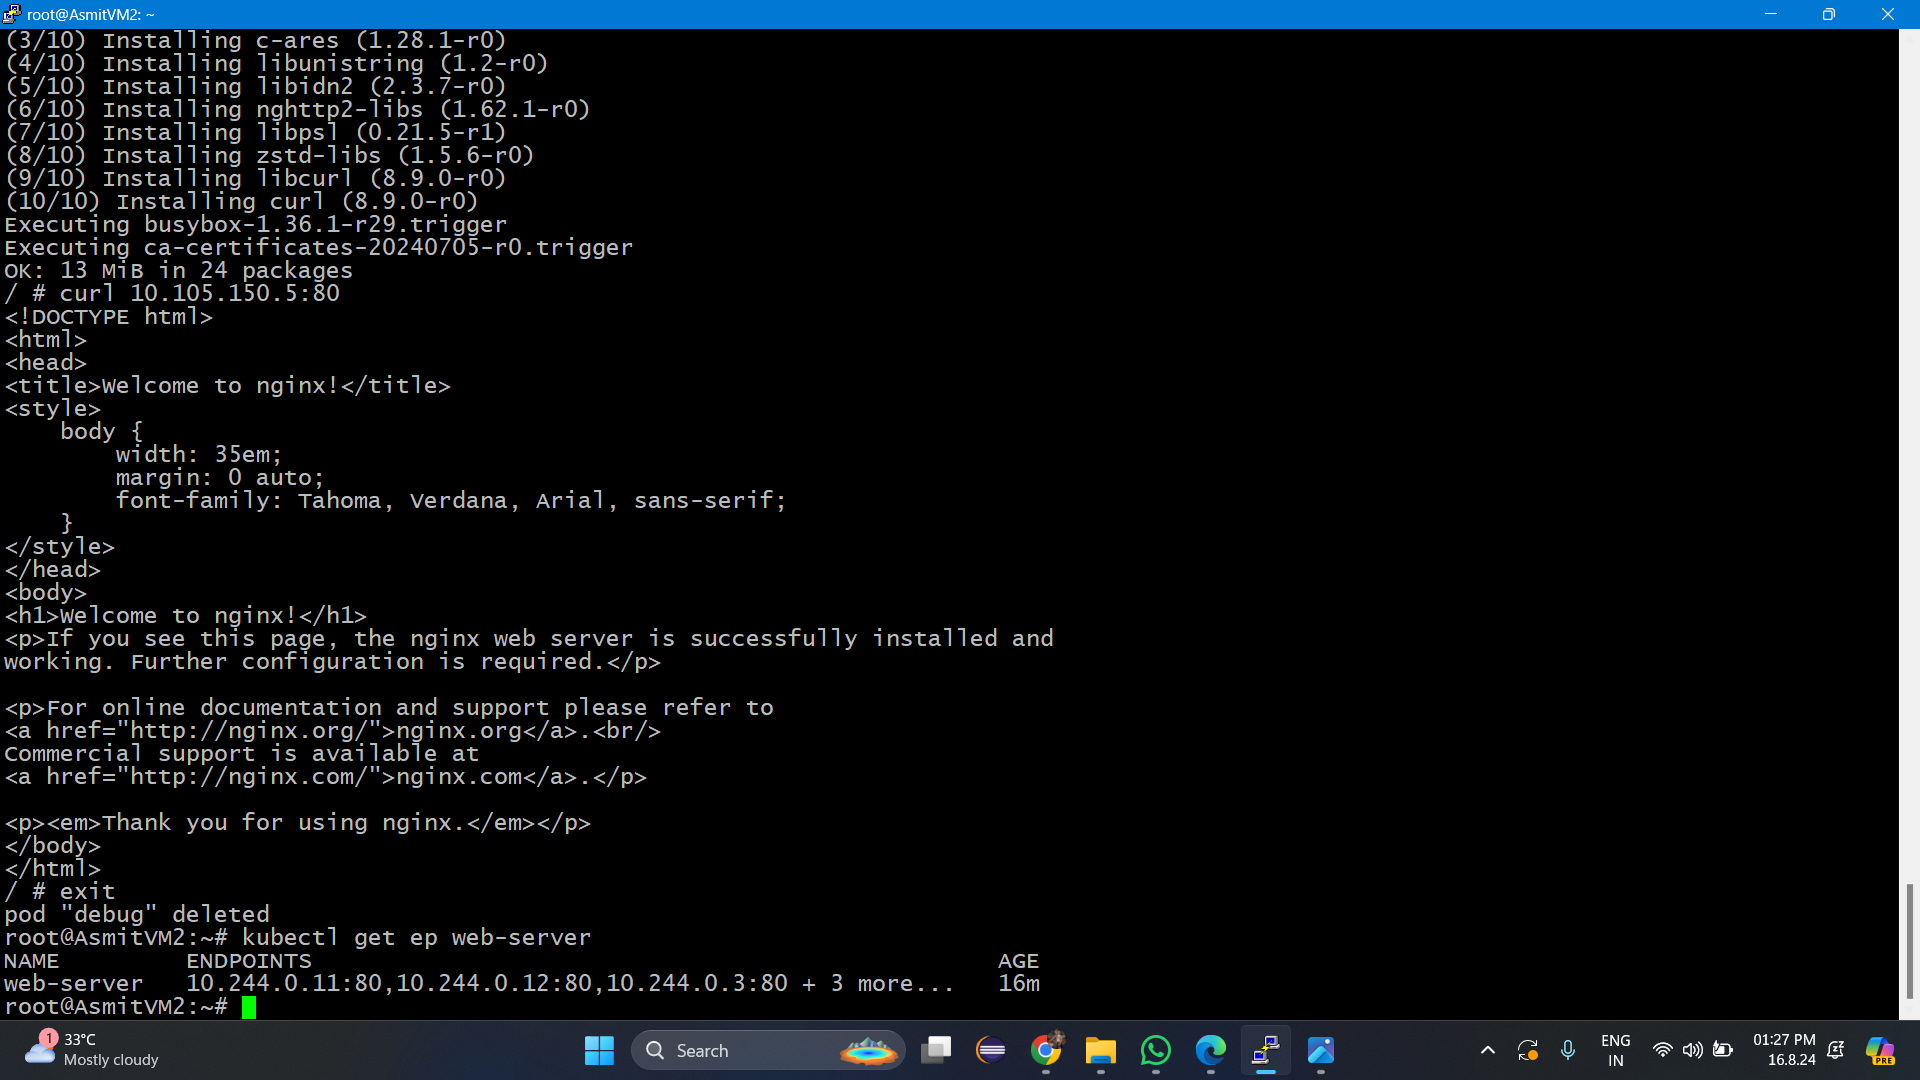 root@AsmitVM2: ~
(3/10) Installing c-ares (1.28.1-r0)
(4/10) Installing libunistring (1.2-r0)
(5/10) Installing libidn2 (2.3.7-r0)
(6/10) Installing nghttp2-libs (1.62.1-r0)
(7/10) Installing libpsl (0.21.5-r1)
(8/10) Installing zstd-libs (1.5.6-r0)
(9/10) Installing libcurl (8.9.0-r0)
(10/10) Installing curl (8.9.0-r0)
Executing busybox-1.36.1-r29.trigger
Executing ca-certificates-20240705-r0.trigger
OK: 13 MiB in 24 packages
/ # curl 10.105.150.5:80
<!DOCTYPE html>
<html>
<head>
<title>Welcome to nginx!</title>
<style>
    body {
        width: 35em;
        margin: 0 auto;
        font-family: Tahoma, Verdana, Arial, sans-serif;
    }
</style>
</head>
<body>
<h1>Welcome to nginx!</h1>
<p>If you see this page, the nginx web server is successfully installed and
working. Further configuration is required.</p>

<p>For online documentation and support please refer to
<a href="http://nginx.org/">nginx.org</a>.<br/>
Commercial support is available at
<a href="http://nginx.com/">nginx.com</a>.</p>

<p><em>Thank you for using nginx.</em></p>
</body>
</html>
/ # exit
pod "debug" deleted
root@AsmitVM2:~# kubectl get ep web-server
NAME         ENDPOINTS                                                  AGE
web-server   10.244.0.11:80,10.244.0.12:80,10.244.0.3:80 + 3 more...   16m
root@AsmitVM2:~#
1
33°C
Mostly cloudy
Search
ENG
IN
01:27 PM
16.8.24
PRE